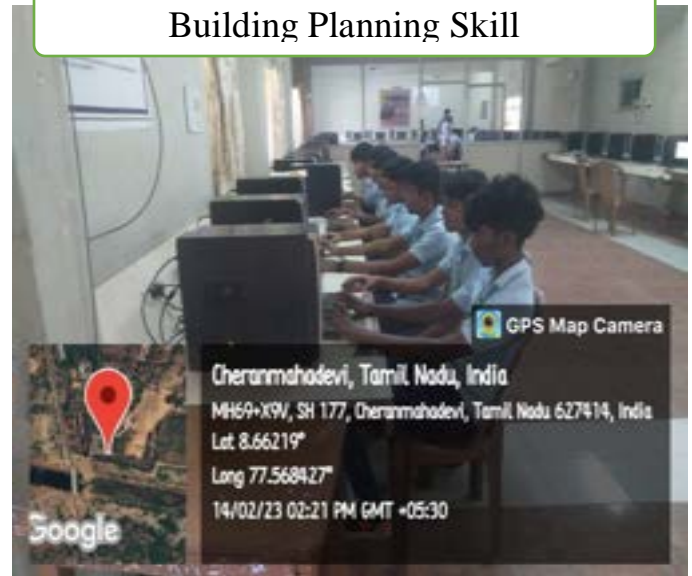 Building Planning Skill
GPS Map Camera
Cheranmahadevi, Tamil Nadu, India
MH69+X9V, SH 177, Cheranmahadevi, Tamil Nadu 627414, India
Lat 8.66219°
Long 77.568427°
14/02/23 02:21 PM GMT +05:30
Google